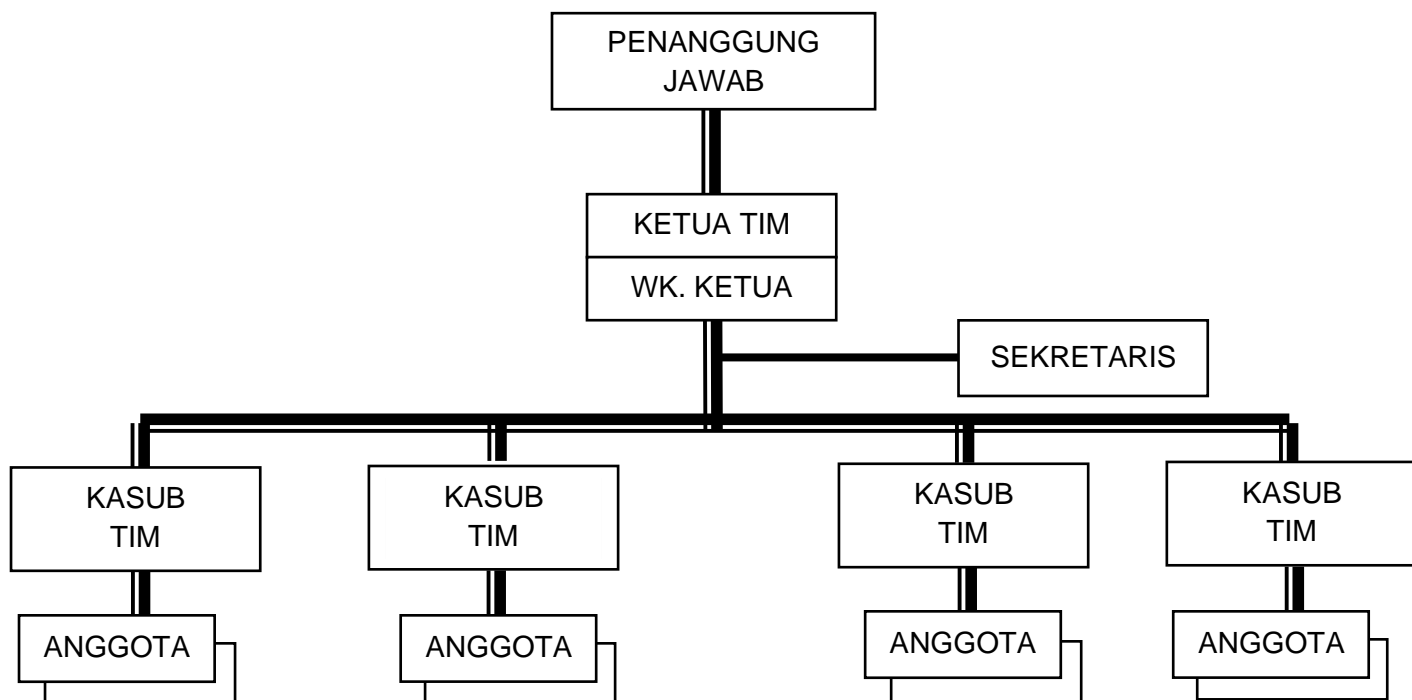 PENANGGUNG
JAWAB
KETUA TIM
WK. KETUA
SEKRETARIS
KASUB
TIM
KASUB
TIM
KASUB
TIM
KASUB
TIM
ANGGOTA
ANGGOTA
ANGGOTA
ANGGOTA